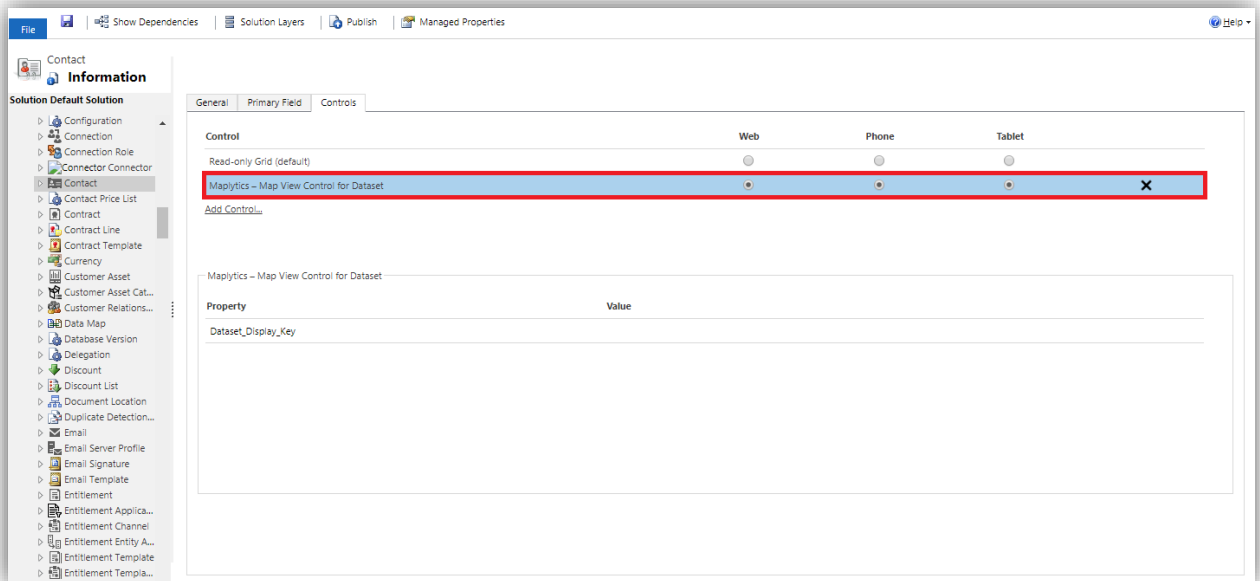 File
Show Dependencies
Solution Layers
Publish
Managed Properties
Help
Contact
Information
Solution Default Solution
Configuration
Connection
Connection Role
Connector Connector
Contact
Contact Price List
Contract
Contract Line
Contract Template
Currency
Customer Asset
Customer Asset Cat...
Customer Relations...
Data Map
Database Version
Delegation
Discount
Discount List
Document Location
Duplicate Detection...
Email
Email Server Profile
Email Signature
Email Template
Entitlement
Entitlement Applica...
Entitlement Channel
Entitlement Entity A...
Entitlement Template
Entitlement Templa...
General Primary Field Controls
Control Web Phone Tablet
Read-only Grid (default)
Maplytics – Map View Control for Dataset
Add Control...
Maplytics – Map View Control for Dataset
Property Value
Dataset_Display_Key